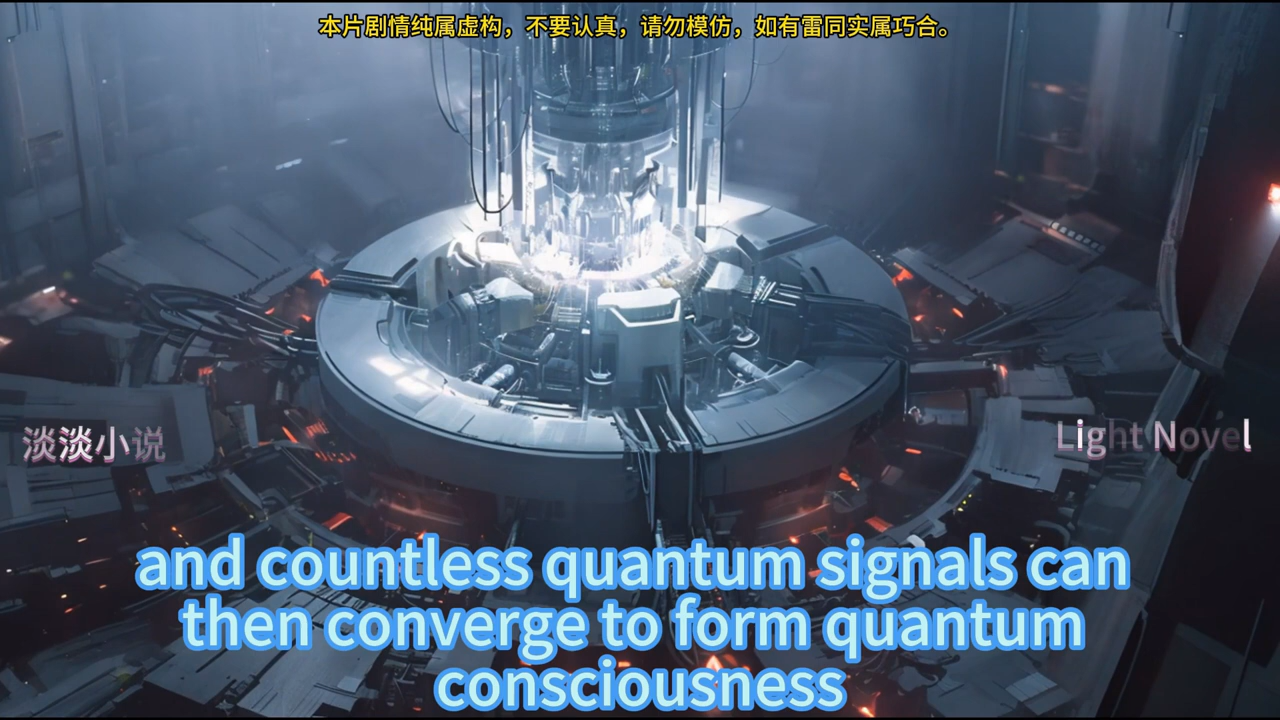 本片剧情纯属虚构，不要认真，请勿模仿，如有雷同实属巧合。
淡淡小说
Light Novel
and countless quantum signals can
then converge to form quantum
consciousness